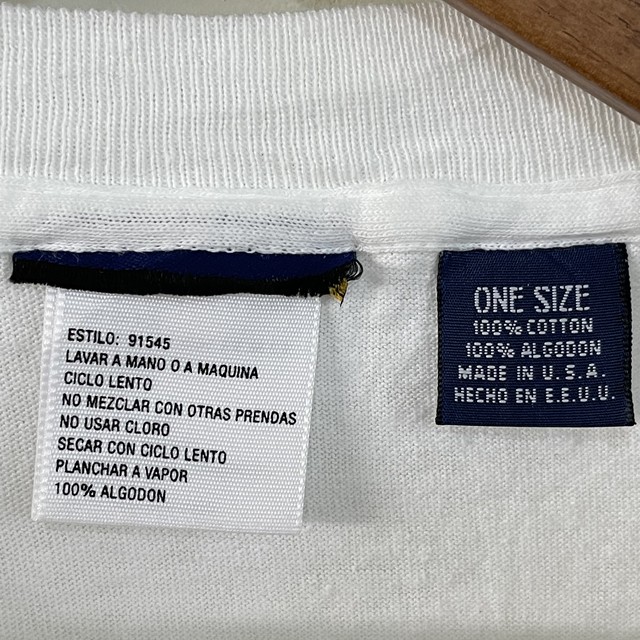 ESTILO: 91545
LAVAR A MANO O A MAQUINA
CICLO LENTO
NO MEZCLAR CON OTRAS PRENDAS
NO USAR CLORO
SECAR CON CICLO LENTO
PLANCHAR A VAPOR
100% ALGODON
ONE SIZE
100% COTTON
100% ALGODON
MADE IN U.S.A.
HECHO EN E.E.U.U.